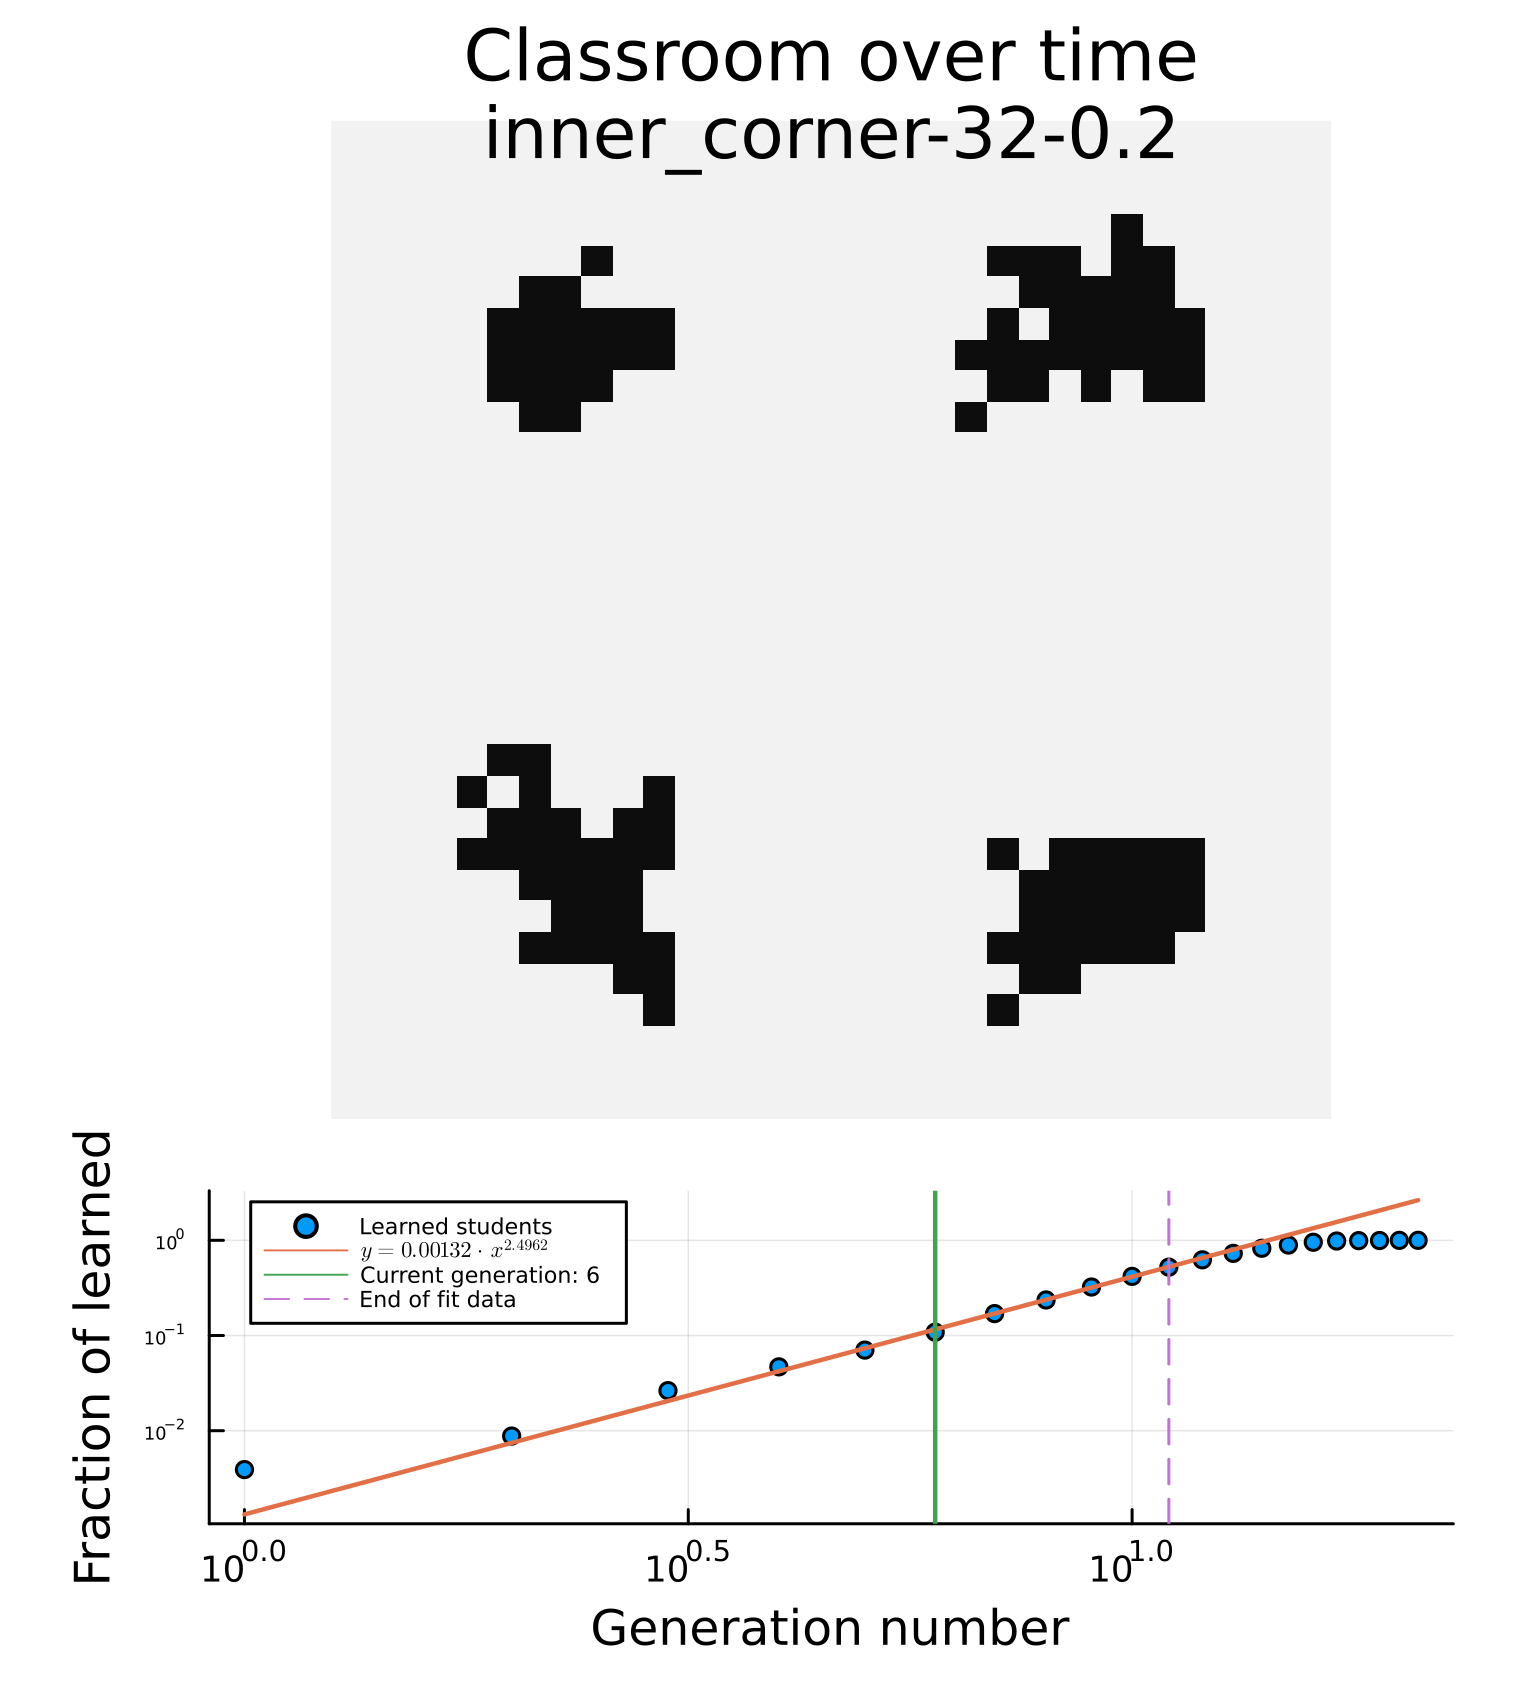 Classroom over time
inner_corner-32-0.2
Fraction of learned
10^0
10^−1
10^−2
Learned students
y = 0.00132 · x^2.4962
Current generation: 6
End of fit data
10^0.0
10^0.5
10^1.0
Generation number